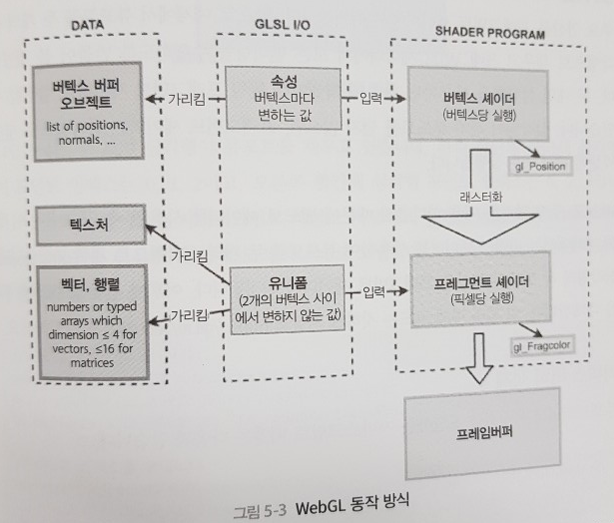 DATA
GLSL I/O
SHADER PROGRAM
버텍스 버퍼
오브젝트
list of positions,
normals, ...
가리킴
속성
버텍스마다
변하는 값
입력
버텍스 셰이더
(버텍스당 실행)
gl_Position
래스터화
텍스처
가리킴
벡터, 행렬
numbers or typed
arrays which
dimension ≤ 4 for
vectors, ≤16 for
matrices
가리킴
유니폼
(2개의 버텍스 사이
에서 변하지 않는 값)
입력
프레그먼트 셰이더
(픽셀당 실행)
gl_Fragcolor
프레임버퍼
그림 5-3 WebGL 동작 방식